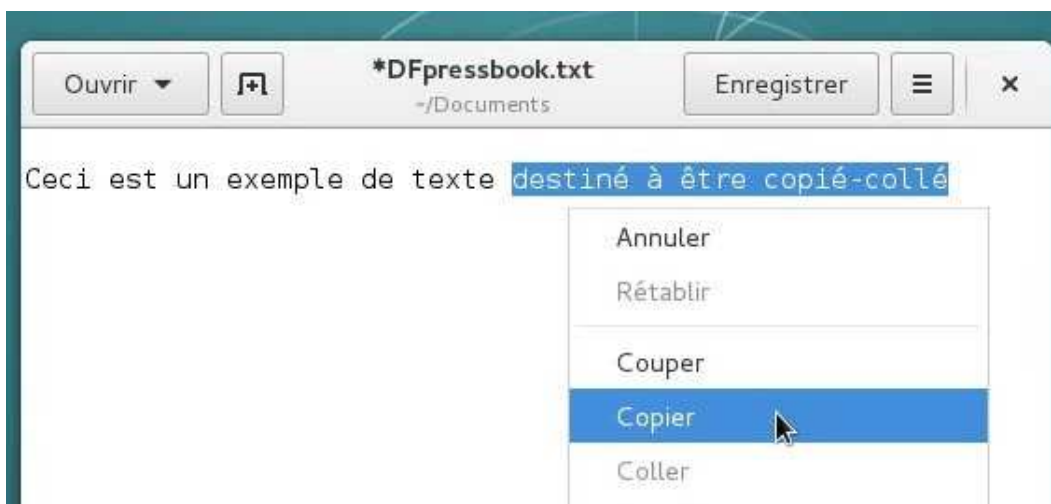 Ouvrir
*DFpressbook.txt
~/Documents
Enregistrer
Ceci est un exemple de texte destiné à être copié-collé
Annuler
Rétablir
Couper
Copier
Coller